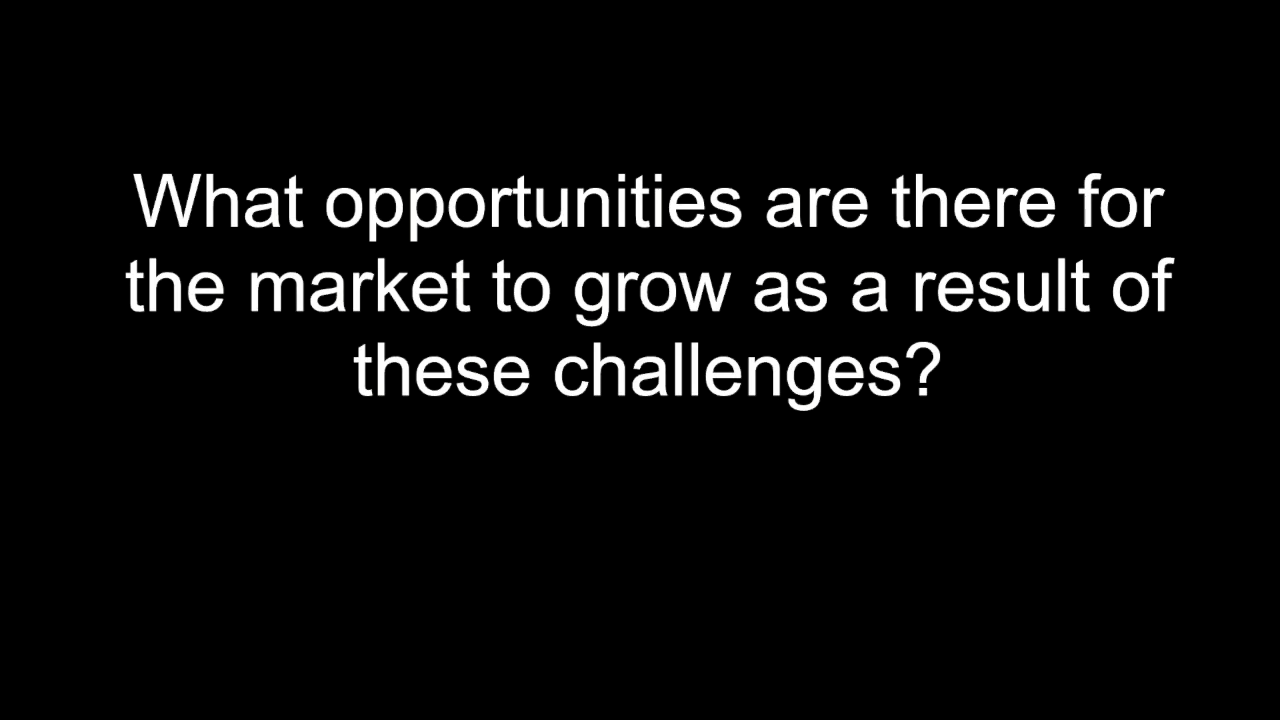 What opportunities are there for
the market to grow as a result of
these challenges?